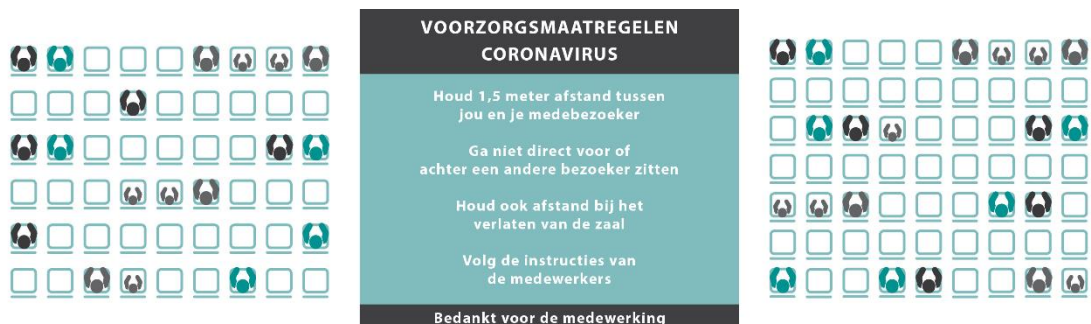 VOORZORGSMAATREGELEN
CORONAVIRUS
Houd 1,5 meter afstand tussen
jou en je medebezoeker
Ga niet direct voor of
achter een andere bezoeker zitten
Houd ook afstand bij het
verlaten van de zaal
Volg de instructies van
de medewerkers
Bedankt voor de medewerking